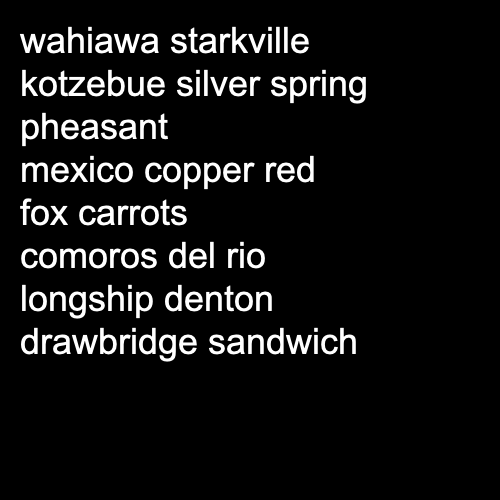 wahiawa starkville
kotzebue silver spring
pheasant
mexico copper red
fox carrots
comoros del rio
longship denton
drawbridge sandwich